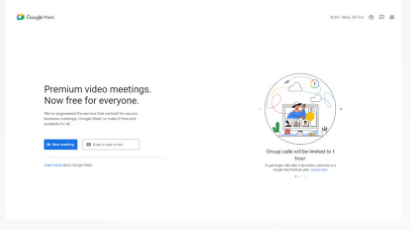 Google Meet
Premium video meetings.
Now free for everyone.
We re-engineered the service that we built for secure
business meetings, Google Meet, to make it free and
available for all.
New meeting
Enter a code or link
Learn more about Google Meet
Group calls will be limited to 1
hour